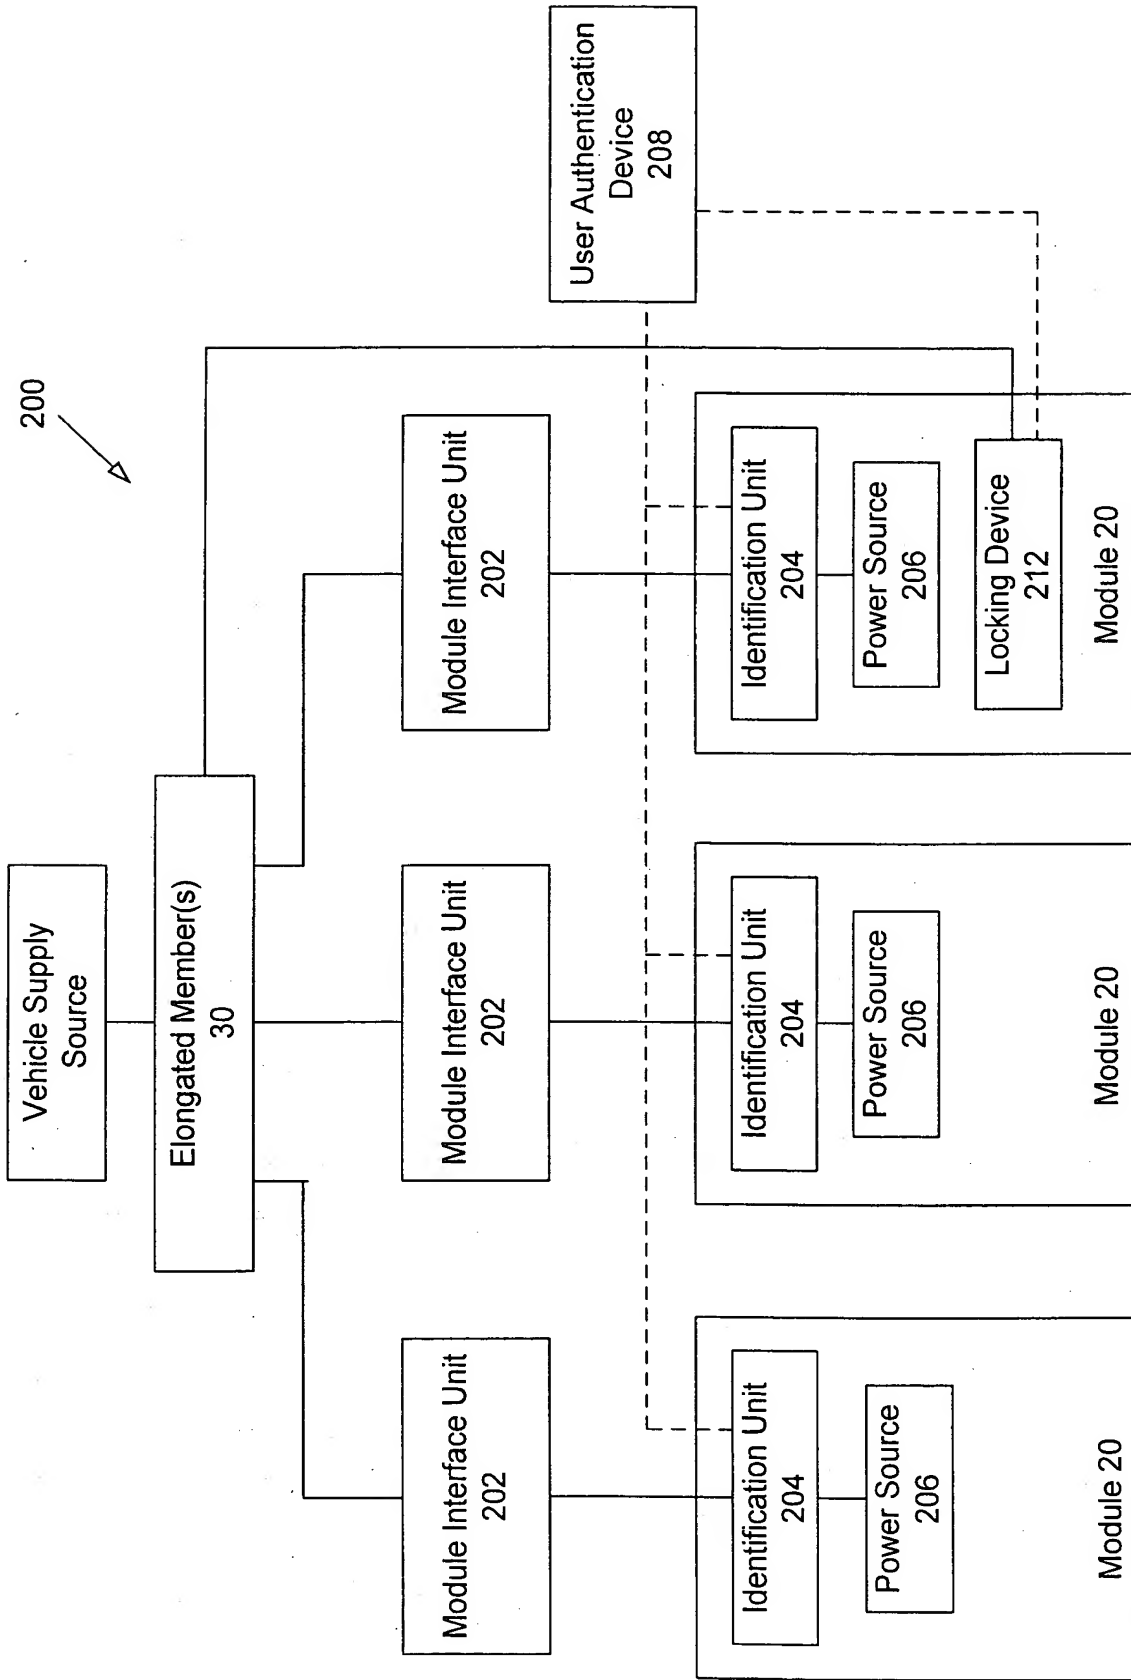 200
Vehicle Supply
Source
Elongated Member(s)
30
Module Interface Unit
202
Module Interface Unit
202
Module Interface Unit
202
User Authentication
Device
208
Identification Unit
204
Power Source
206
Module 20
Identification Unit
204
Power Source
206
Module 20
Identification Unit
204
Power Source
206
Locking Device
212
Module 20